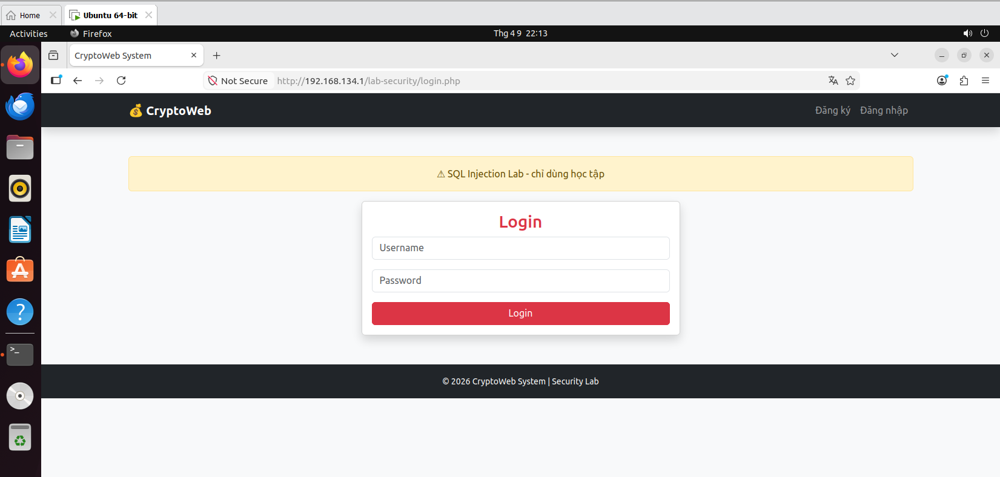 Home
Ubuntu 64-bit
Activities
Firefox
Thg 4 9 22:13
CryptoWeb System
Not Secure
http://192.168.134.1/lab-security/login.php
💰 CryptoWeb
Đăng ký
Đăng nhập
⚠ SQL Injection Lab - chỉ dùng học tập
Login
Username
Password
Login
© 2026 CryptoWeb System | Security Lab